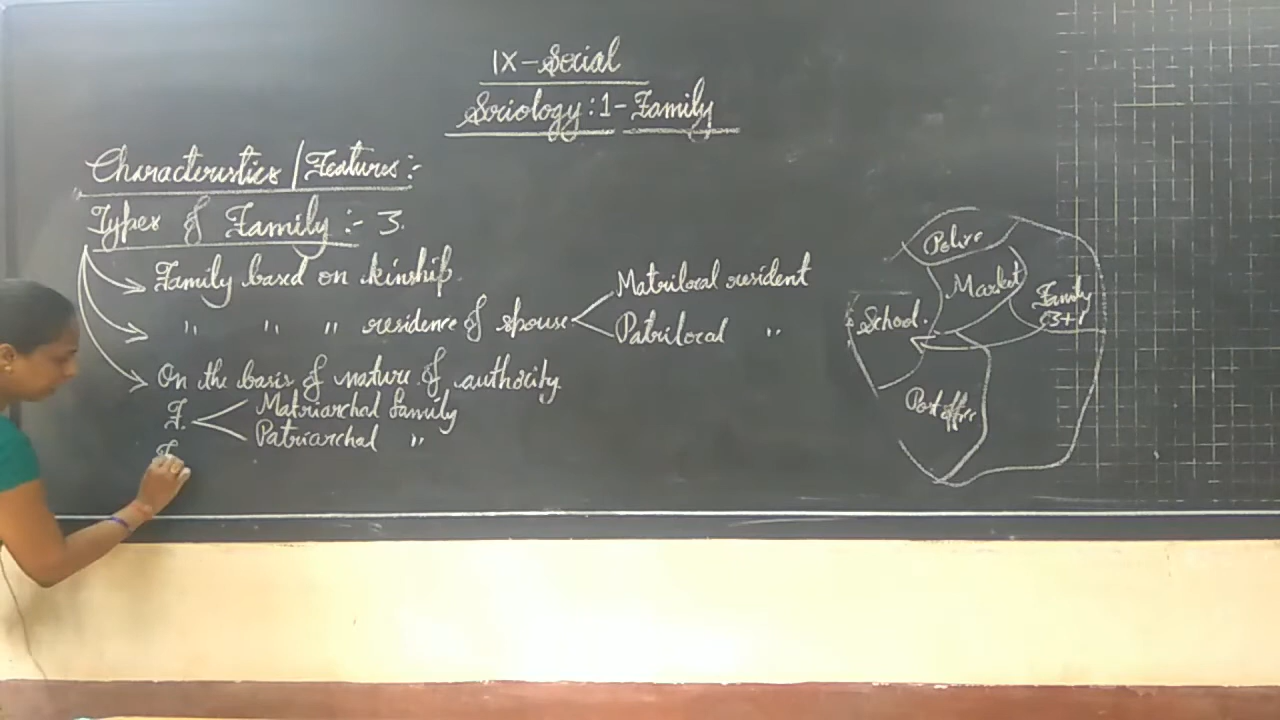 IX - Social
Sociology : 1 - Family
Characteristics / Features :-
Types of Family :- 3.
Family based on kinship.
" " " residence of spouse
Matrilocal resident
Patrilocal "
On the basis of nature of authority
F.
Matriarchal family
Patriarchal "
F
Police
Market
Family
School.
Post office